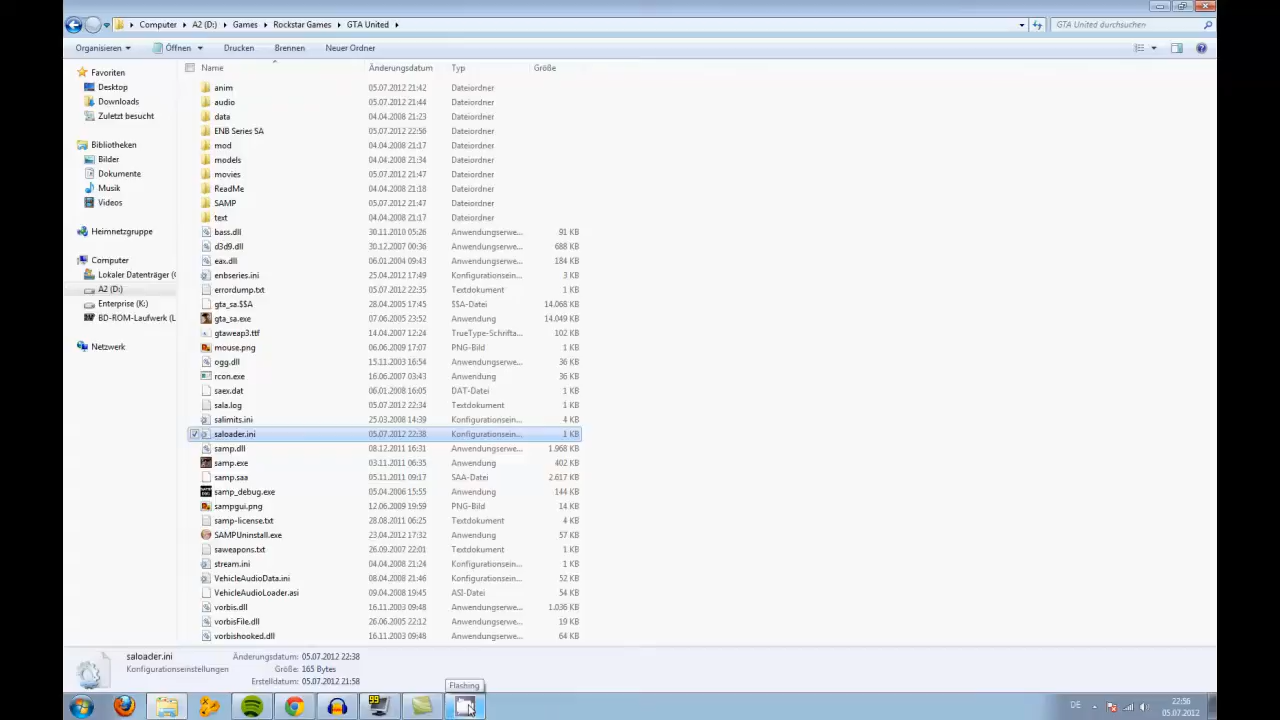 Computer ▸ A2 (D:) ▸ Games ▸ Rockstar Games ▸ GTA United ▸
GTA United durchsuchen
Organisieren ▾ Öffnen ▾ Drucken Brennen Neuer Ordner
Name Änderungsdatum Typ Größe
Favoriten
Desktop
Downloads
Zuletzt besucht
Bibliotheken
Bilder
Dokumente
Musik
Videos
Heimnetzgruppe
Computer
Lokaler Datenträger (
A2 (D:)
Enterprise (K:)
BD-ROM-Laufwerk (L
Netzwerk
anim 05.07.2012 21:42 Dateiordner
audio 05.07.2012 21:44 Dateiordner
data 04.04.2008 21:23 Dateiordner
ENB Series SA 05.07.2012 22:56 Dateiordner
mod 04.04.2008 21:17 Dateiordner
models 04.04.2008 21:34 Dateiordner
movies 05.07.2012 21:47 Dateiordner
ReadMe 04.04.2008 21:18 Dateiordner
SAMP 05.07.2012 21:47 Dateiordner
text 04.04.2008 21:17 Dateiordner
bass.dll 30.11.2010 05:26 Anwendungserwe... 91 KB
d3d9.dll 30.12.2007 00:36 Anwendungserwe... 688 KB
eax.dll 06.01.2004 09:43 Anwendungserwe... 184 KB
enbseries.ini 25.04.2012 17:49 Konfigurationsein... 3 KB
errordump.txt 05.07.2012 22:35 Textdokument 1 KB
gta_sa.$SA 28.04.2005 17:45 $SA-Datei 14.068 KB
gta_sa.exe 07.06.2005 23:52 Anwendung 14.049 KB
gtaweap3.ttf 14.04.2007 12:24 TrueType-Schrifta... 102 KB
mouse.png 06.06.2009 17:07 PNG-Bild 1 KB
ogg.dll 15.11.2003 16:54 Anwendungserwe... 36 KB
rcon.exe 16.06.2007 03:43 Anwendung 36 KB
saex.dat 06.01.2008 16:05 DAT-Datei 1 KB
sala.log 05.07.2012 22:34 Textdokument 1 KB
salimits.ini 25.03.2008 14:39 Konfigurationsein... 4 KB
saloader.ini 05.07.2012 22:38 Konfigurationsein... 1 KB
samp.dll 08.12.2011 16:31 Anwendungserwe... 1.968 KB
samp.exe 03.11.2011 06:35 Anwendung 402 KB
samp.saa 05.11.2011 09:17 SAA-Datei 2.617 KB
samp_debug.exe 05.04.2006 15:55 Anwendung 144 KB
sampgui.png 12.06.2009 19:59 PNG-Bild 1 KB
samp-license.txt 28.08.2011 06:25 Textdokument 4 KB
SAMPUninstall.exe 23.04.2012 17:32 Anwendung 57 KB
saweapons.txt 26.09.2007 22:01 Textdokument 1 KB
stream.ini 04.04.2008 21:24 Konfigurationsein... 1 KB
VehicleAudioData.ini 08.04.2008 21:46 Konfigurationsein... 52 KB
VehicleAudioLoader.asi 09.04.2008 19:45 ASI-Datei 54 KB
vorbis.dll 16.11.2003 09:48 Anwendungserwe... 1.036 KB
vorbisFile.dll 26.06.2005 22:12 Anwendungserwe... 19 KB
vorbishooked.dll 16.11.2003 09:48 Anwendungserwe... 64 KB
saloader.ini Änderungsdatum: 05.07.2012 22:38
Konfigurationseinstellungen Größe: 165 Bytes
Erstelldatum: 05.07.2012 21:58
Flashing
99
DE
22:56
05.07.2012